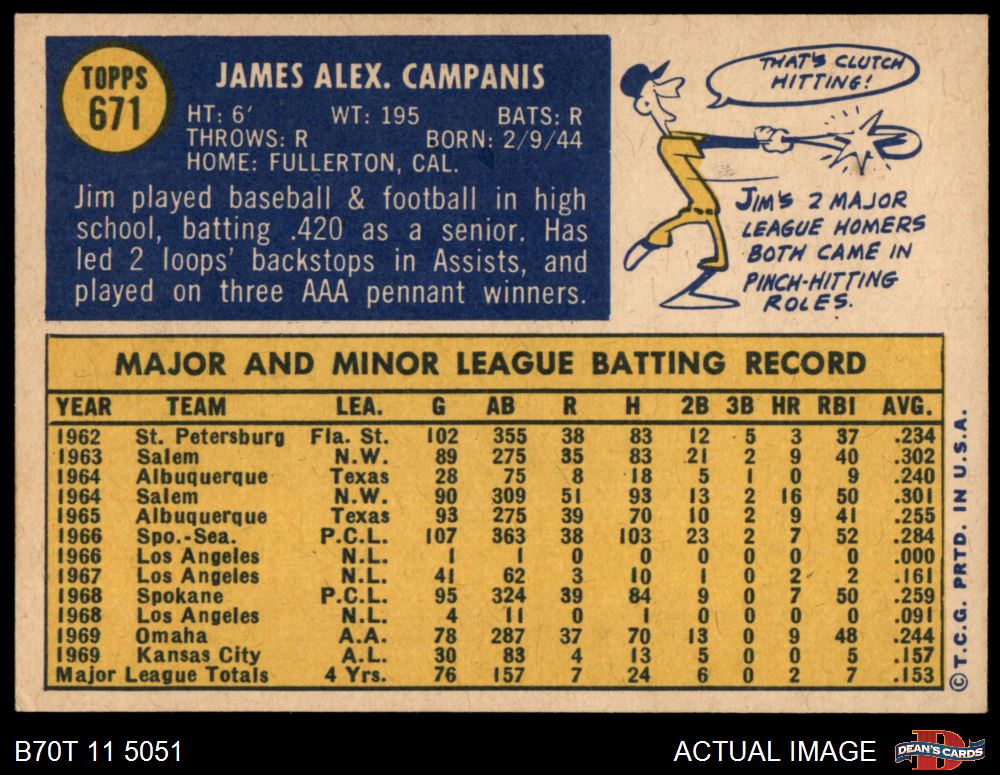 TOPPS
671
JAMES ALEX. CAMPANIS
HT: 6' WT: 195 BATS: R
THROWS: R BORN: 2/9/44
HOME: FULLERTON, CAL.
Jim played baseball & football in high
school, batting .420 as a senior. Has
led 2 loops' backstops in Assists, and
played on three AAA pennant winners.
THAT'S CLUTCH
HITTING!
JIM'S 2 MAJOR
LEAGUE HOMERS
BOTH CAME IN
PINCH-HITTING
ROLES.
MAJOR AND MINOR LEAGUE BATTING RECORD
YEAR TEAM LEA. G AB R H 2B 3B HR RBI AVG.
1962 St. Petersburg Fla. St. 102 355 38 83 12 5 3 37 .234
1963 Salem N.W. 89 275 35 83 21 2 9 40 .302
1964 Albuquerque Texas 28 75 8 18 5 1 0 9 .240
1964 Salem N.W. 90 309 51 93 13 2 16 50 .301
1965 Albuquerque Texas 93 275 39 70 10 2 9 41 .255
1966 Spo.-Sea. P.C.L. 107 363 38 103 23 2 7 52 .284
1966 Los Angeles N.L. 1 1 0 0 0 0 0 0 .000
1967 Los Angeles N.L. 41 62 3 10 1 0 2 2 .161
1968 Spokane P.C.L. 95 324 39 84 9 0 7 50 .259
1968 Los Angeles N.L. 4 11 0 1 0 0 0 0 .091
1969 Omaha A.A. 78 287 37 70 13 0 9 48 .244
1969 Kansas City A.L. 30 83 4 13 5 0 0 5 .157
Major League Totals 4 Yrs. 76 157 7 24 6 0 2 7 .153
© T.C.G. PRTD. IN U.S.A.
B70T 11 5051
ACTUAL IMAGE
D
DEAN'S CARDS